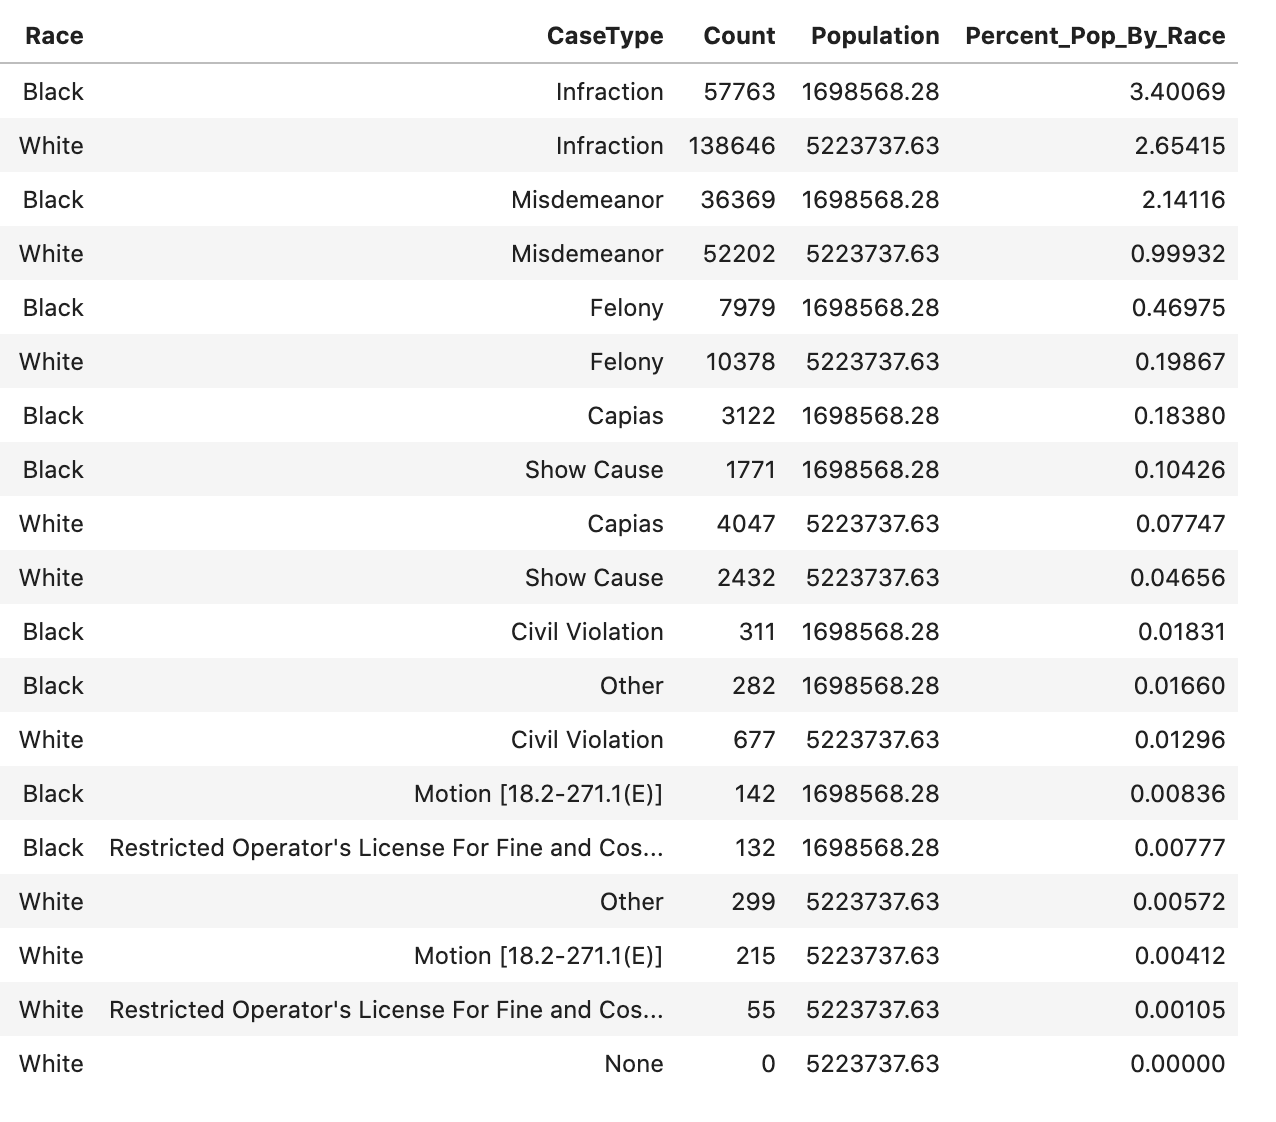 Race CaseType Count Population Percent_Pop_By_Race
Black Infraction 57763 1698568.28 3.40069
White Infraction 138646 5223737.63 2.65415
Black Misdemeanor 36369 1698568.28 2.14116
White Misdemeanor 52202 5223737.63 0.99932
Black Felony 7979 1698568.28 0.46975
White Felony 10378 5223737.63 0.19867
Black Capias 3122 1698568.28 0.18380
Black Show Cause 1771 1698568.28 0.10426
White Capias 4047 5223737.63 0.07747
White Show Cause 2432 5223737.63 0.04656
Black Civil Violation 311 1698568.28 0.01831
Black Other 282 1698568.28 0.01660
White Civil Violation 677 5223737.63 0.01296
Black Motion [18.2-271.1(E)] 142 1698568.28 0.00836
Black Restricted Operator's License For Fine and Cos... 132 1698568.28 0.00777
White Other 299 5223737.63 0.00572
White Motion [18.2-271.1(E)] 215 5223737.63 0.00412
White Restricted Operator's License For Fine and Cos... 55 5223737.63 0.00105
White None 0 5223737.63 0.00000